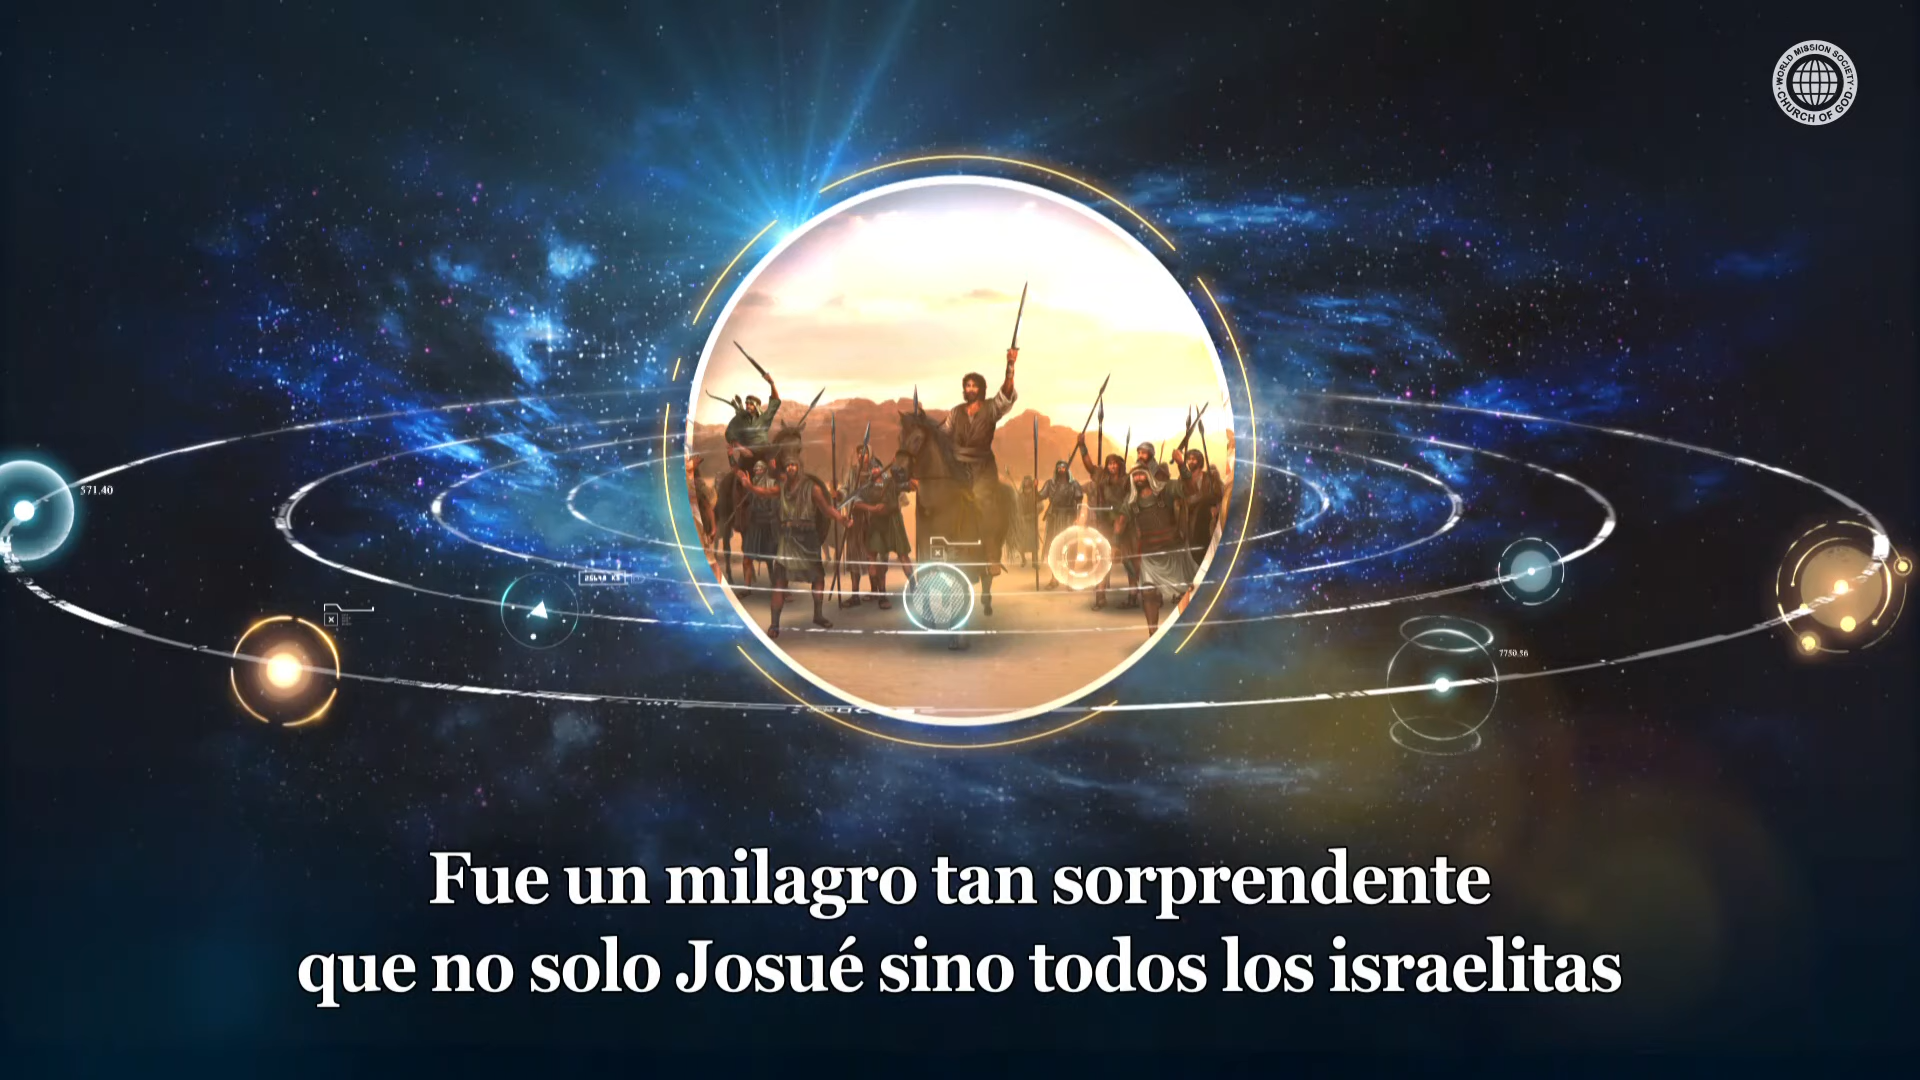 WORLD MISSION SOCIETY
CHURCH OF GOD
571.40
7750.56
Fue un milagro tan sorprendente
que no solo Josué sino todos los israelitas